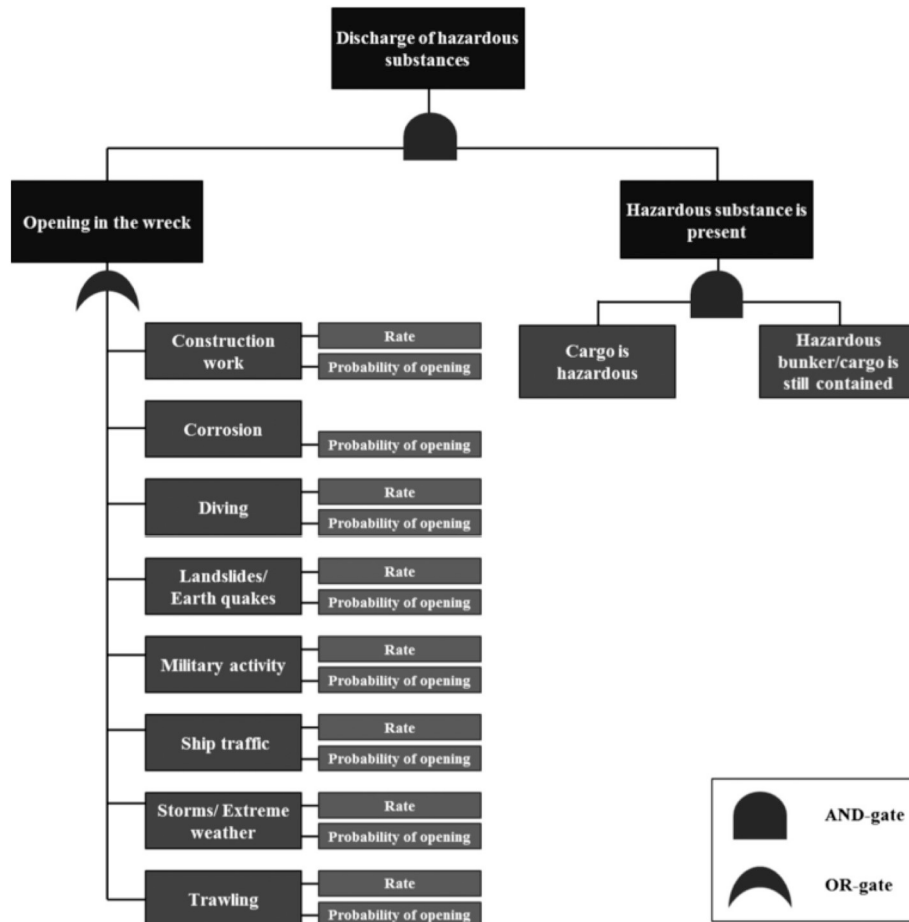 Discharge of hazardous
substances
Opening in the wreck
Hazardous substance is
present
Construction
work
Rate
Probability of opening
Corrosion
Probability of opening
Diving
Rate
Probability of opening
Landslides/
Earth quakes
Rate
Probability of opening
Military activity
Rate
Probability of opening
Ship traffic
Rate
Probability of opening
Storms/ Extreme
weather
Rate
Probability of opening
Trawling
Rate
Probability of opening
Cargo is
hazardous
Hazardous
bunker/cargo is
still contained
AND-gate
OR-gate